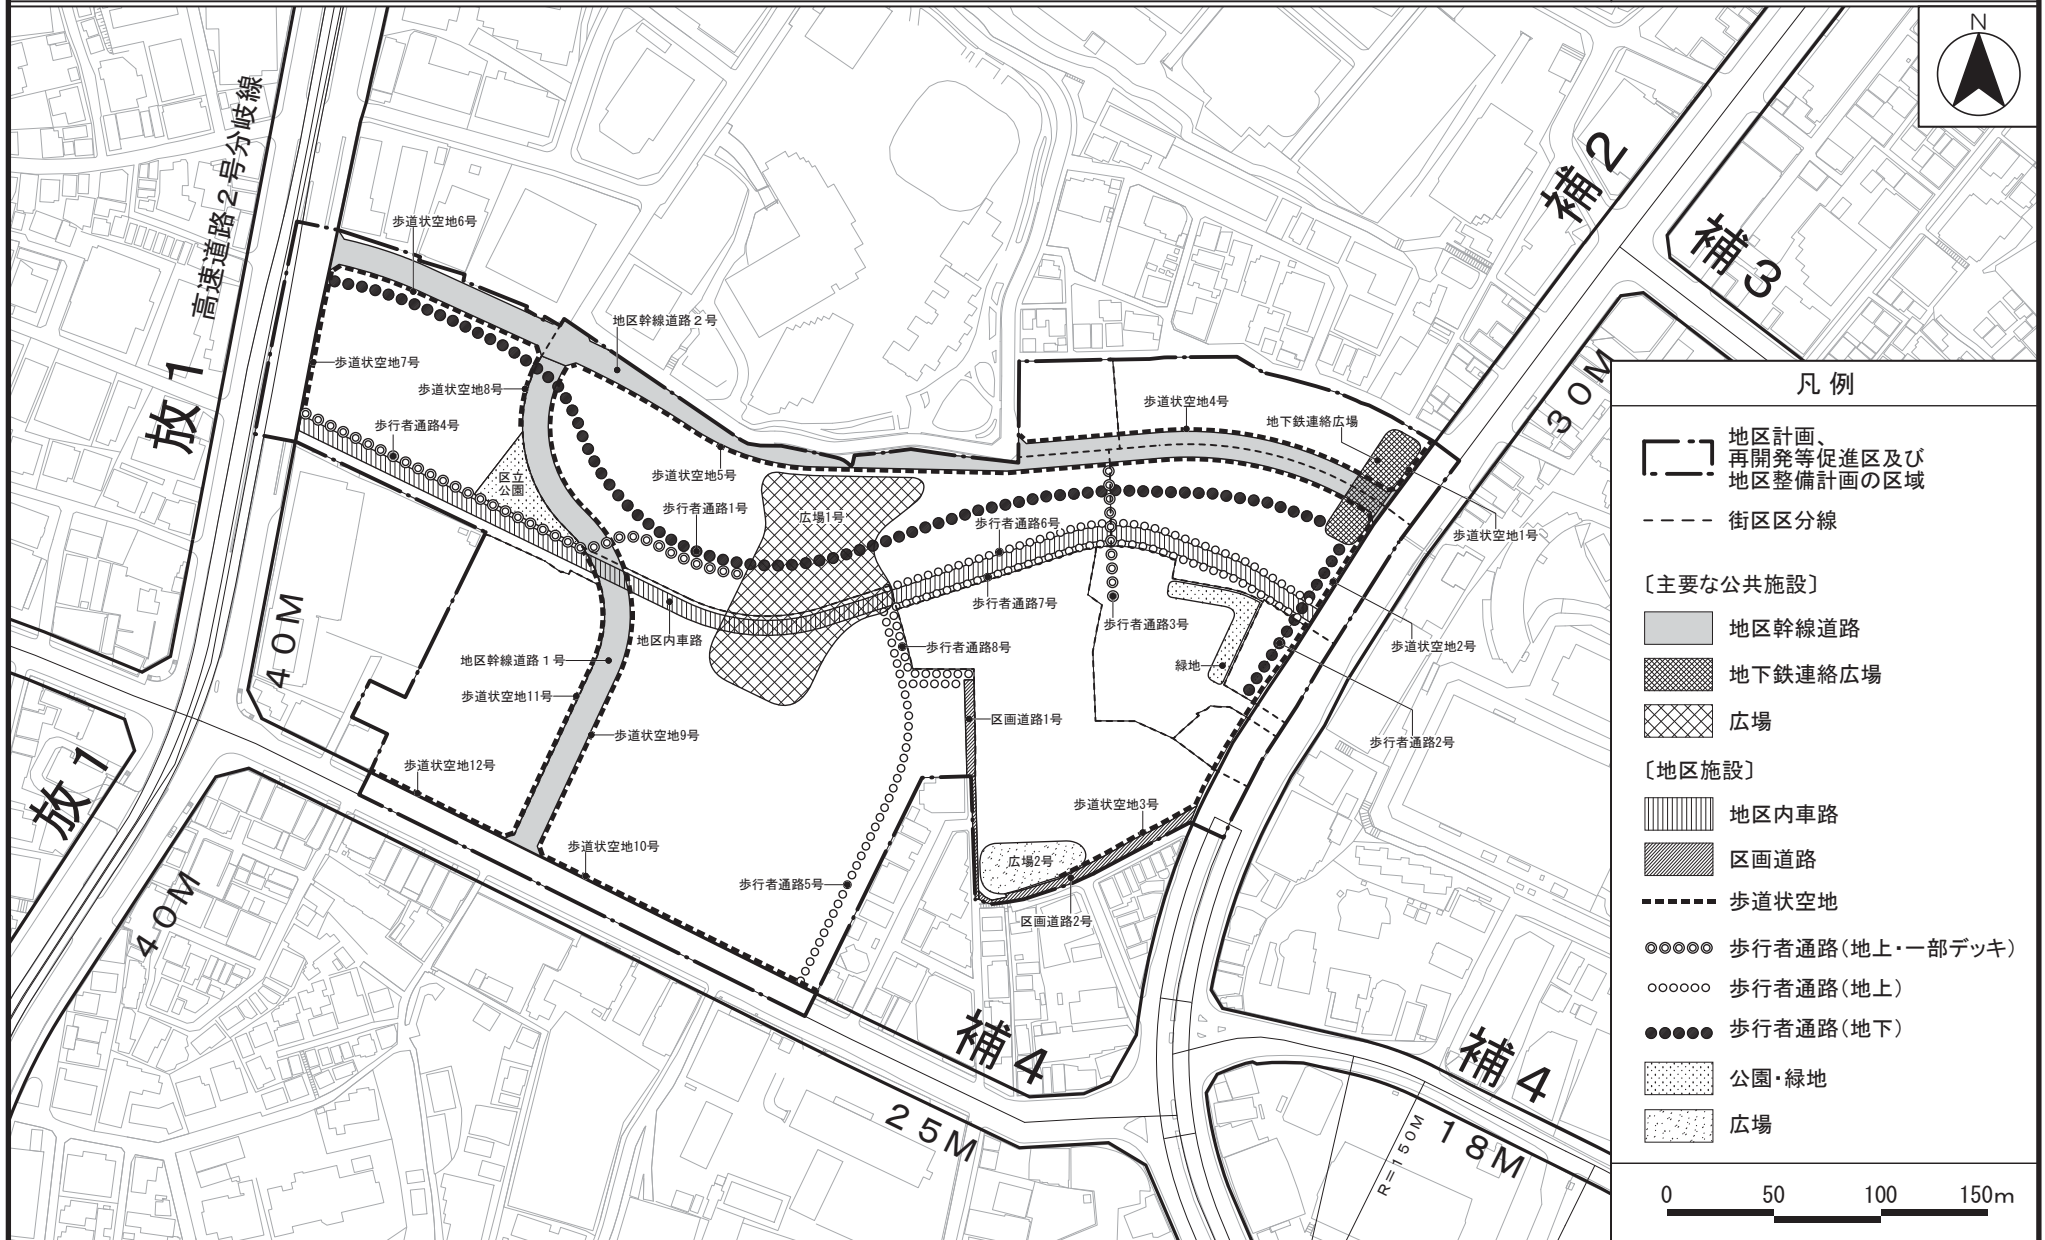 N
高速道路2号分岐線
放1
補2
補3
30M
歩道状空地6号
地区幹線道路2号
歩道状空地7号
歩道状空地8号
歩道状空地4号
地下鉄連絡広場
歩行者通路4号
歩道状空地5号
区立
公園
歩行者通路1号
広場1号
歩行者通路6号
歩道状空地1号
歩行者通路7号
歩行者通路3号
地区内車路
歩行者通路8号
歩道状空地2号
40M
地区幹線道路1号
緑地
歩道状空地11号
区画道路1号
歩道状空地9号
歩行者通路2号
歩道状空地12号
放1
歩道状空地3号
歩道状空地10号
広場2号
歩行者通路5号
区画道路2号
40M
補4
補4
25M
18M
R=150M
凡例
地区計画、
再開発等促進区及び
地区整備計画の区域
街区区分線
〔主要な公共施設〕
地区幹線道路
地下鉄連絡広場
広場
〔地区施設〕
地区内車路
区画道路
歩道状空地
歩行者通路(地上・一部デッキ)
歩行者通路(地上)
歩行者通路(地下)
公園・緑地
広場
0 50 100 150m